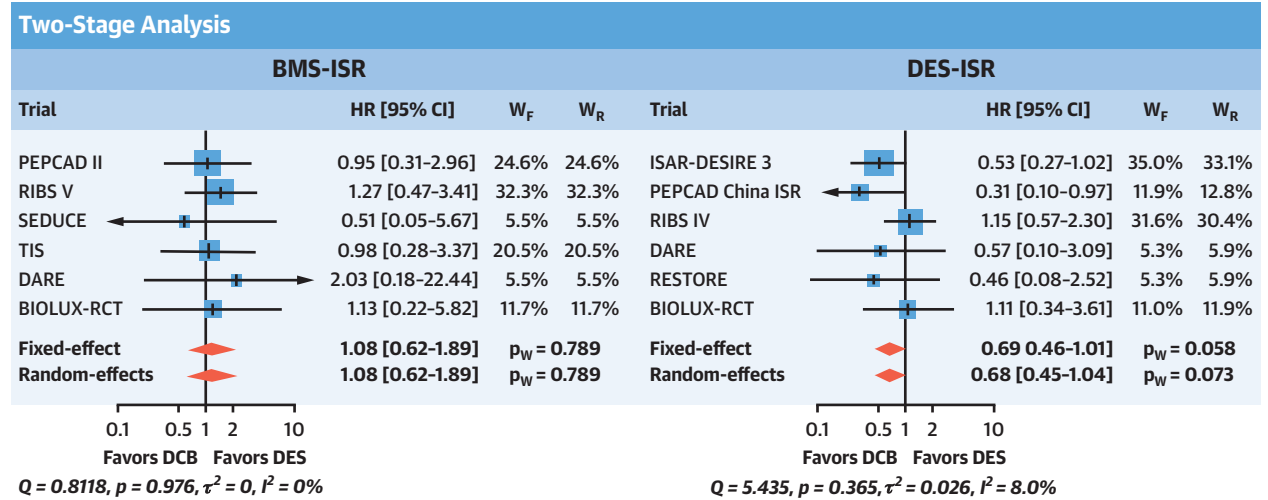 Two-Stage Analysis
BMS-ISR DES-ISR
Trial HR [95% CI] W_F W_R Trial HR [95% CI] W_F W_R
PEPCAD II 0.95 [0.31–2.96] 24.6% 24.6% ISAR-DESIRE 3 0.53 [0.27–1.02] 35.0% 33.1%
RIBS V 1.27 [0.47–3.41] 32.3% 32.3% PEPCAD China ISR 0.31 [0.10–0.97] 11.9% 12.8%
SEDUCE 0.51 [0.05–5.67] 5.5% 5.5% RIBS IV 1.15 [0.57–2.30] 31.6% 30.4%
TIS 0.98 [0.28–3.37] 20.5% 20.5% DARE 0.57 [0.10–3.09] 5.3% 5.9%
DARE 2.03 [0.18–22.44] 5.5% 5.5% RESTORE 0.46 [0.08–2.52] 5.3% 5.9%
BIOLUX-RCT 1.13 [0.22–5.82] 11.7% 11.7% BIOLUX-RCT 1.11 [0.34–3.61] 11.0% 11.9%
Fixed-effect 1.08 [0.62–1.89] p_W = 0.789 Fixed-effect 0.69 0.46–1.01] p_W = 0.058
Random-effects 1.08 [0.62–1.89] p_W = 0.789 Random-effects 0.68 [0.45–1.04] p_W = 0.073
0.1 0.5 1 2 10 0.1 0.5 1 2 10
Favors DCB Favors DES Favors DCB Favors DES
Q = 0.8118, p = 0.976, τ² = 0, I² = 0% Q = 5.435, p = 0.365, τ² = 0.026, I² = 8.0%